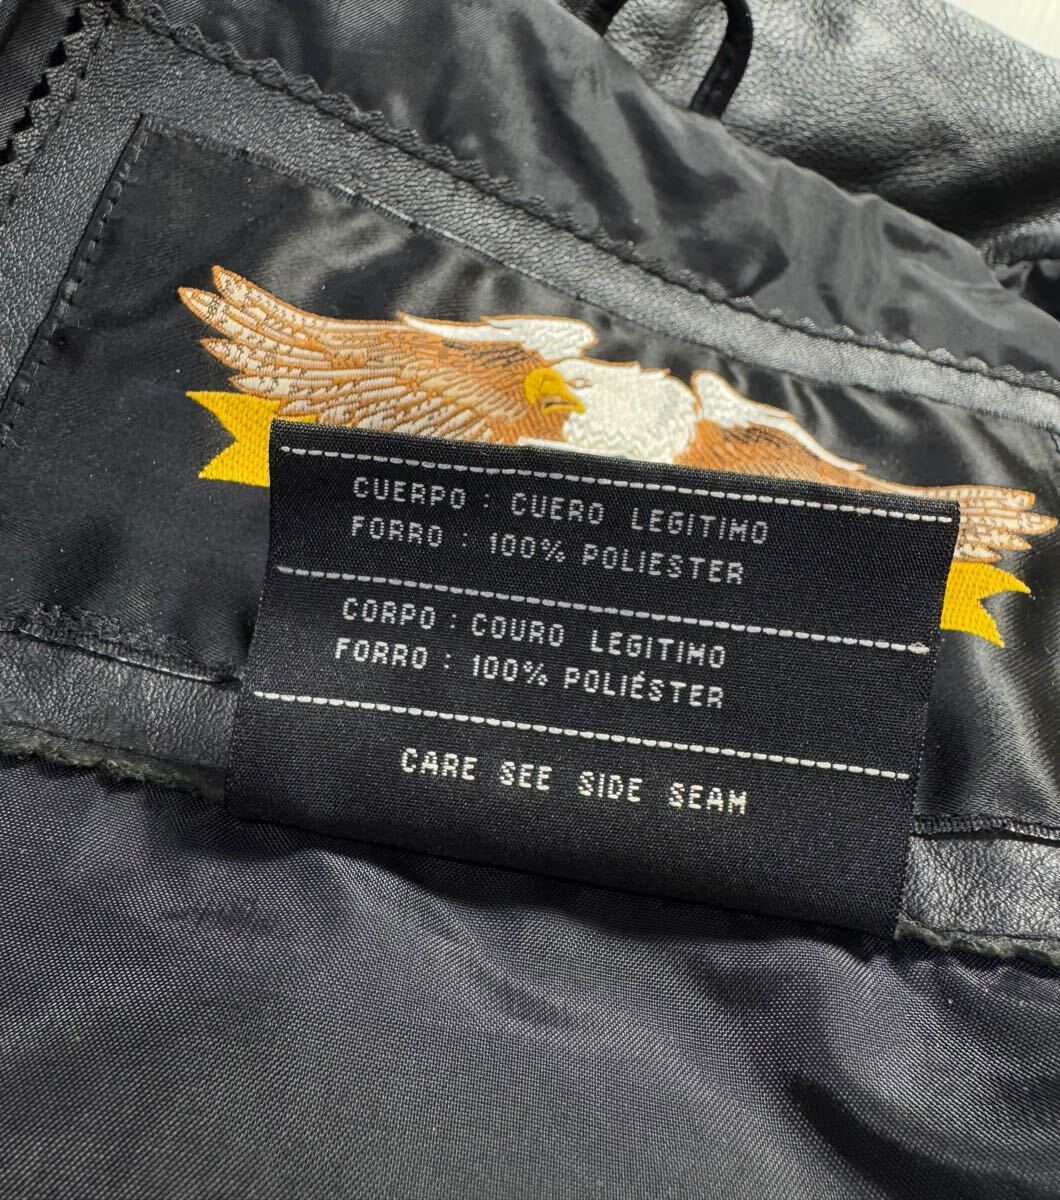 CUERPO : CUERO LEGITIMO
FORRO : 100% POLIESTER
CORPO : COURO LEGITIMO
FORRO : 100% POLIÉSTER
CARE SEE SIDE SEAM